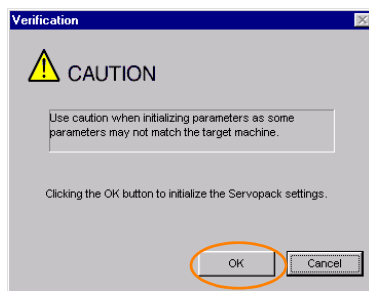 Verification
CAUTION
Use caution when initializing parameters as some
parameters may not match the target machine.
Clicking the OK button to initialize the Servopack settings.
OK
Cancel